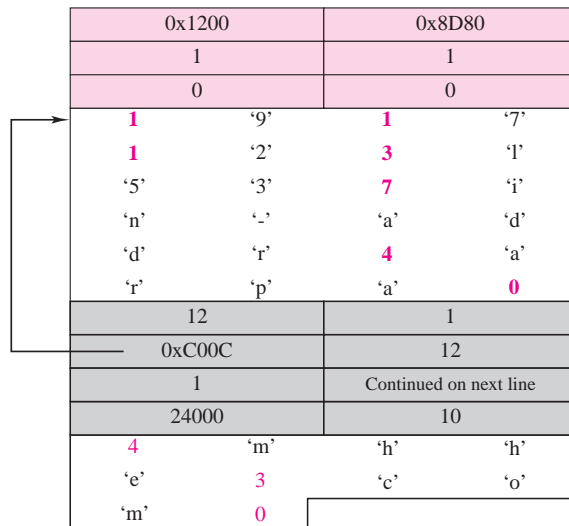 0x1200 0x8D80
1 1
0 0
1 ‘9’ 1 ‘7’
1 ‘2’ 3 ‘l’
‘5’ ‘3’ 7 ‘i’
‘n’ ‘-’ ‘a’ ‘d’
‘d’ ‘r’ 4 ‘a’
‘r’ ‘p’ ‘a’ 0
12 1
0xC00C 12
1 Continued on next line
24000 10
4 ‘m’ ‘h’ ‘h’
‘e’ 3 ‘c’ ‘o’
‘m’ 0